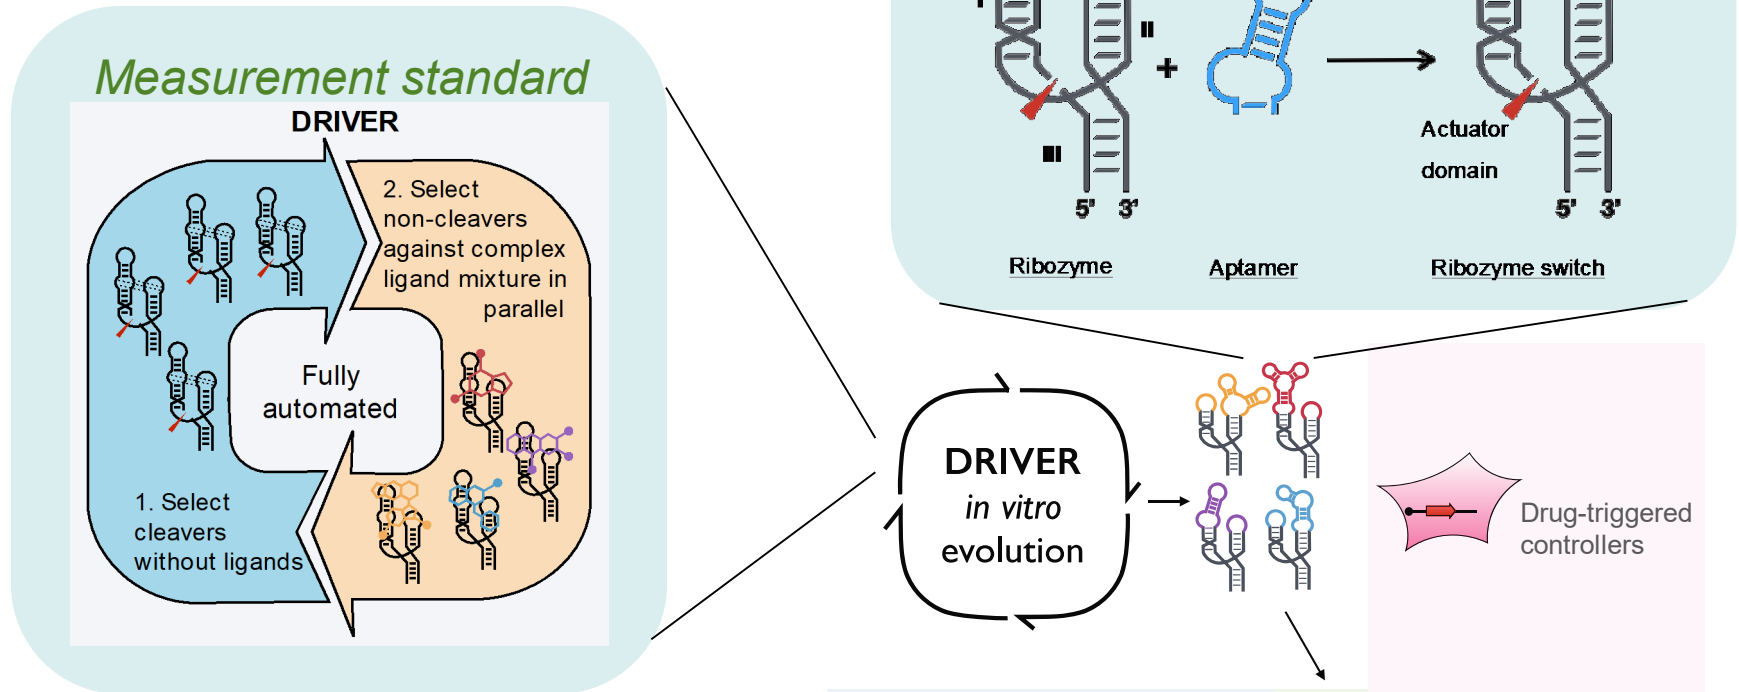 Measurement standard
DRIVER
2. Select
non-cleavers
against complex
ligand mixture in
parallel
Fully
automated
1. Select
cleavers
without ligands
II
+
III
5' 3'
Actuator
domain
5' 3'
Ribozyme
Aptamer
Ribozyme switch
DRIVER
in vitro
evolution
Drug-triggered
controllers